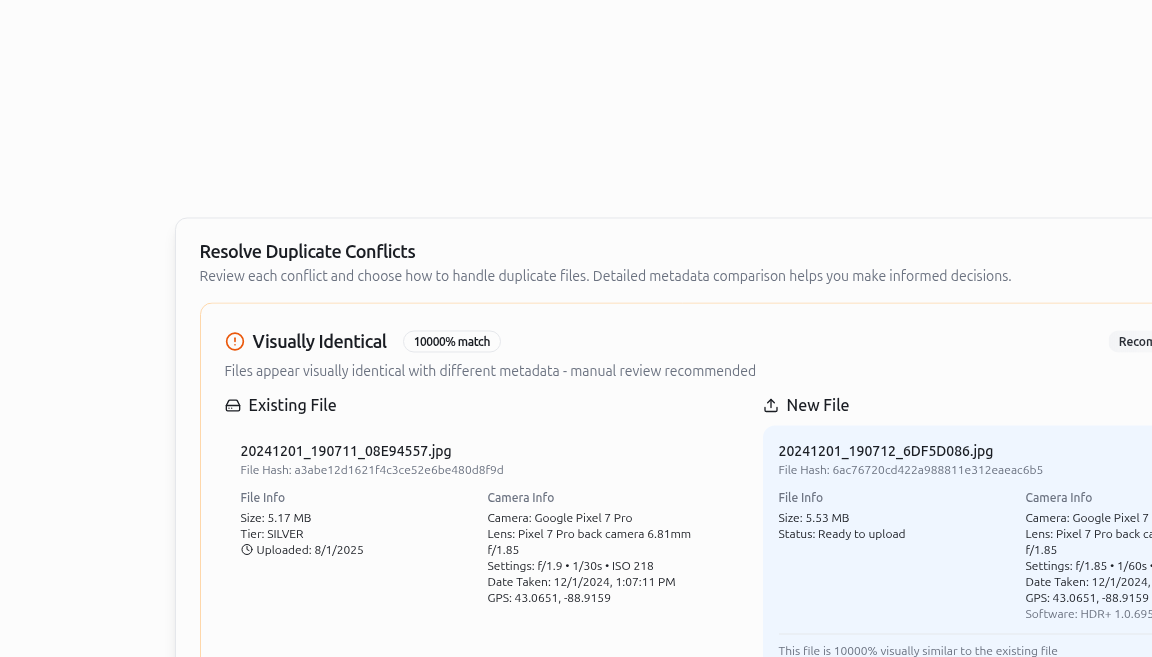 Resolve Duplicate Conflicts
Review each conflict and choose how to handle duplicate files. Detailed metadata comparison helps you make informed decisions.
Visually Identical
10000% match
Recom
Files appear visually identical with different metadata - manual review recommended
Existing File
20241201_190711_08E94557.jpg
File Hash: a3abe12d1621f4c3ce52e6be480d8f9d
File Info
Size: 5.17 MB
Tier: SILVER
Uploaded: 8/1/2025
Camera Info
Camera: Google Pixel 7 Pro
Lens: Pixel 7 Pro back camera 6.81mm
f/1.85
Settings: f/1.9 • 1/30s • ISO 218
Date Taken: 12/1/2024, 1:07:11 PM
GPS: 43.0651, -88.9159
New File
20241201_190712_6DF5D086.jpg
File Hash: 6ac76720cd422a988811e312eaeac6b5
File Info
Size: 5.53 MB
Status: Ready to upload
Camera Info
Camera: Google Pixel 7
Lens: Pixel 7 Pro back ca
f/1.85
Settings: f/1.85 • 1/60s •
Date Taken: 12/1/2024,
GPS: 43.0651, -88.9159
Software: HDR+ 1.0.695
This file is 10000% visually similar to the existing file